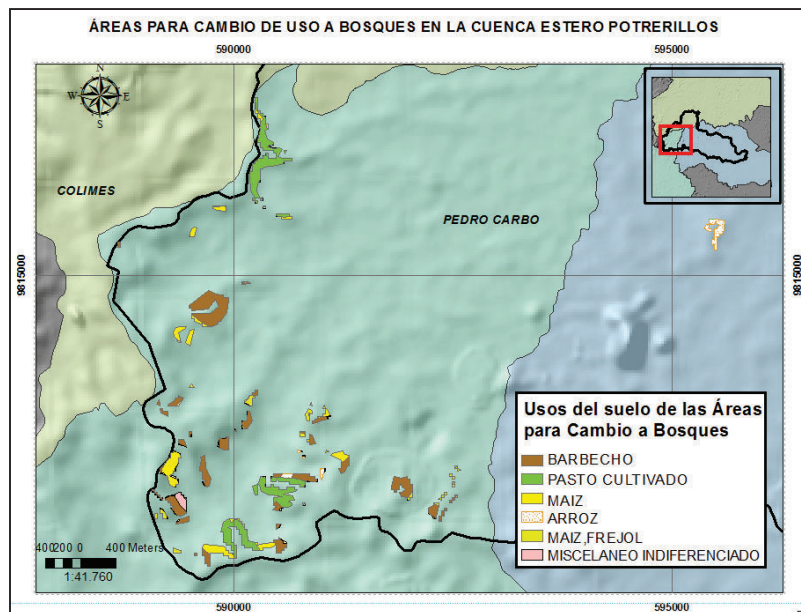 ÁREAS PARA CAMBIO DE USO A BOSQUES EN LA CUENCA ESTERO POTRERILLOS
590000
595000
N
W
E
S
COLIMES
PEDRO CARBO
9815000
9815000
Usos del suelo de las Áreas
para Cambio a Bosques
BARBECHO
PASTO CULTIVADO
MAIZ
ARROZ
MAIZ,FREJOL
MISCELANEO INDIFERENCIADO
400200 0 400 Meters
1:41.760
590000
595000